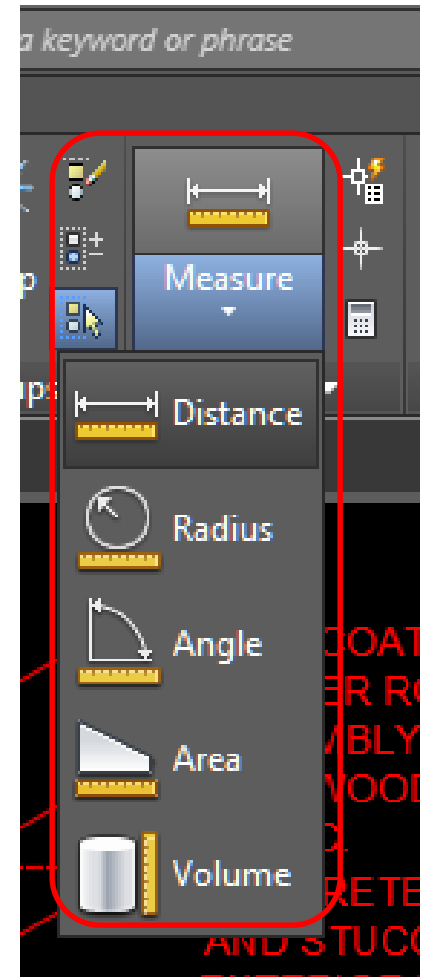 a keyword or phrase
Measure
Distance
Radius
Angle
Area
Volume
AND STUCC